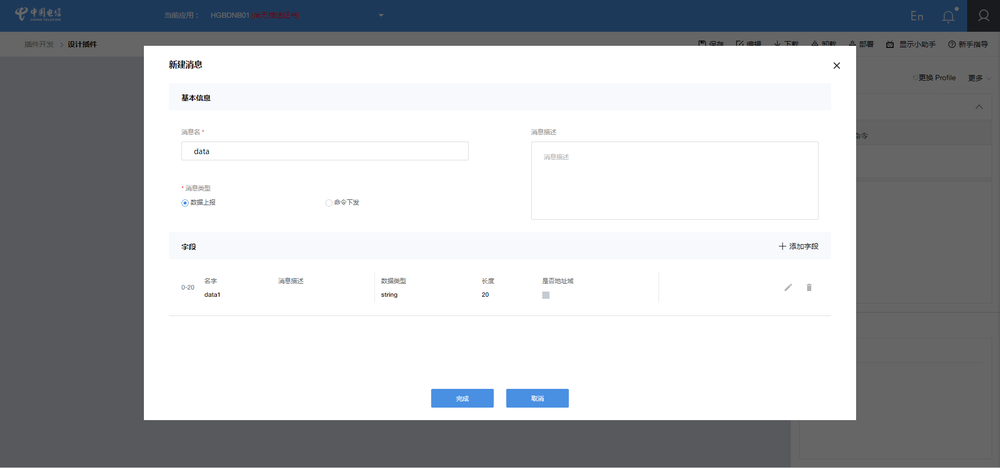 中国电信
CHINA TELECOM
当前应用： HGBDNB01 [尚无推送证书]
En
插件开发 > 设计插件
保存 编辑 下载 卸载 部署 显示小助手 新手指导
新建消息
更换 Profile 更多
基本信息
消息名 *
消息描述
命令
data
消息描述
* 消息类型
数据上报 命令下发
字段
添加字段
0-20
名字 消息描述 数据类型 长度 是否地址域
data1 string 20
完成 取消